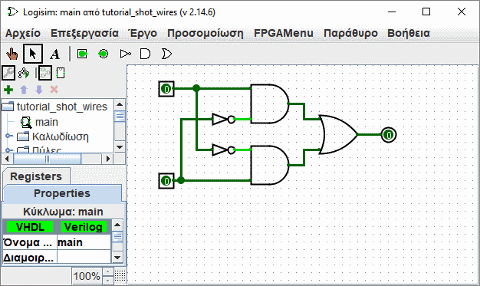 Logisim: main από tutorial_shot_wires (v 2.14.6)
Αρχείο Επεξεργασία Έργο Προσομοίωση FPGAMenu Παράθυρο Βοήθεια
A
tutorial_shot_wires
main
Καλωδίωση
Πύλες
Registers
Properties
Κύκλωμα: main
VHDL Verilog
Όνομα ... main
Διαμοιρ...
100%
0
0
0